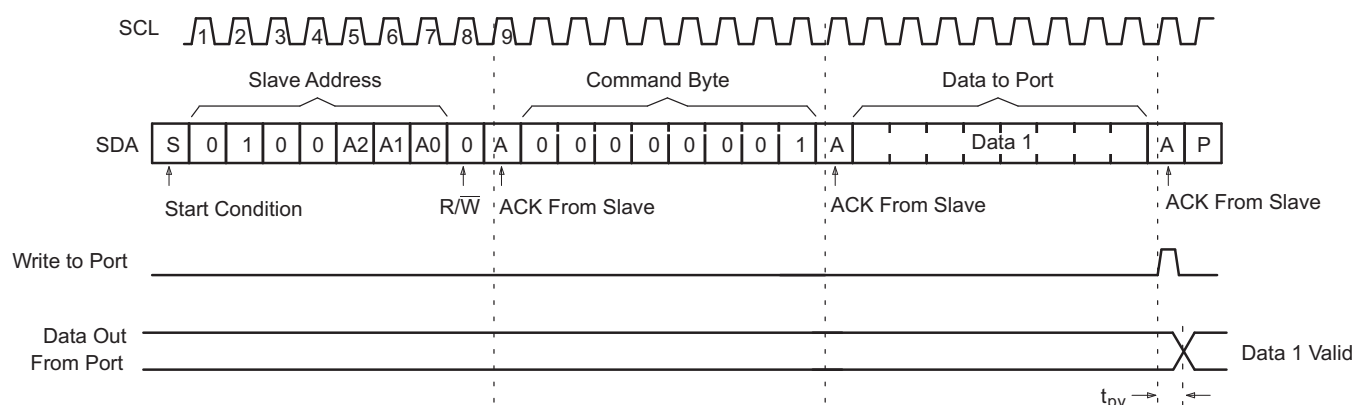 SCL 1 2 3 4 5 6 7 8 9
Slave Address Command Byte Data to Port
SDA S 0 1 0 0 A2 A1 A0 0 A 0 0 0 0 0 0 0 1 A Data 1 A P
Start Condition R/W̅ ACK From Slave ACK From Slave ACK From Slave
Write to Port
Data Out
From Port
Data 1 Valid
tpv